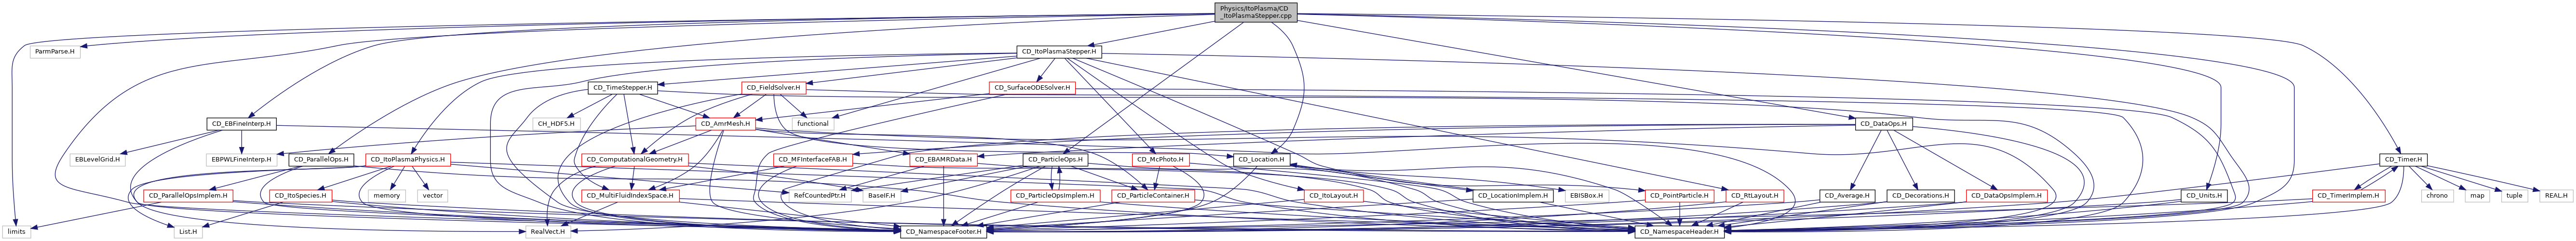 Physics/ItoPlasma/CD
_ItoPlasmaStepper.cpp
ParmParse.H
CD_ItoPlasmaStepper.H
CD_TimeStepper.H
CD_FieldSolver.H
CD_SurfaceODESolver.H
CH_HDF5.H
CD_EBFineInterp.H
CD_AmrMesh.H
functional
CD_DataOps.H
EBLevelGrid.H
EBPWLFineInterp.H
CD_ParallelOps.H
CD_ItoPlasmaPhysics.H
CD_ComputationalGeometry.H
CD_MFInterfaceFAB.H
CD_EBAMRData.H
CD_ParticleOps.H
CD_McPhoto.H
CD_Location.H
CD_Timer.H
CD_ParallelOpsImplem.H
CD_ItoSpecies.H
memory
vector
CD_MultiFluidIndexSpace.H
RefCountedPtr.H
BaseIF.H
CD_ParticleOpsImplem.H
CD_ParticleContainer.H
CD_ItoLayout.H
CD_LocationImplem.H
EBISBox.H
CD_PointParticle.H
CD_RtLayout.H
CD_Average.H
CD_Decorations.H
CD_DataOpsImplem.H
CD_Units.H
CD_TimerImplem.H
chrono
map
tuple
REAL.H
limits
List.H
RealVect.H
CD_NamespaceFooter.H
CD_NamespaceHeader.H